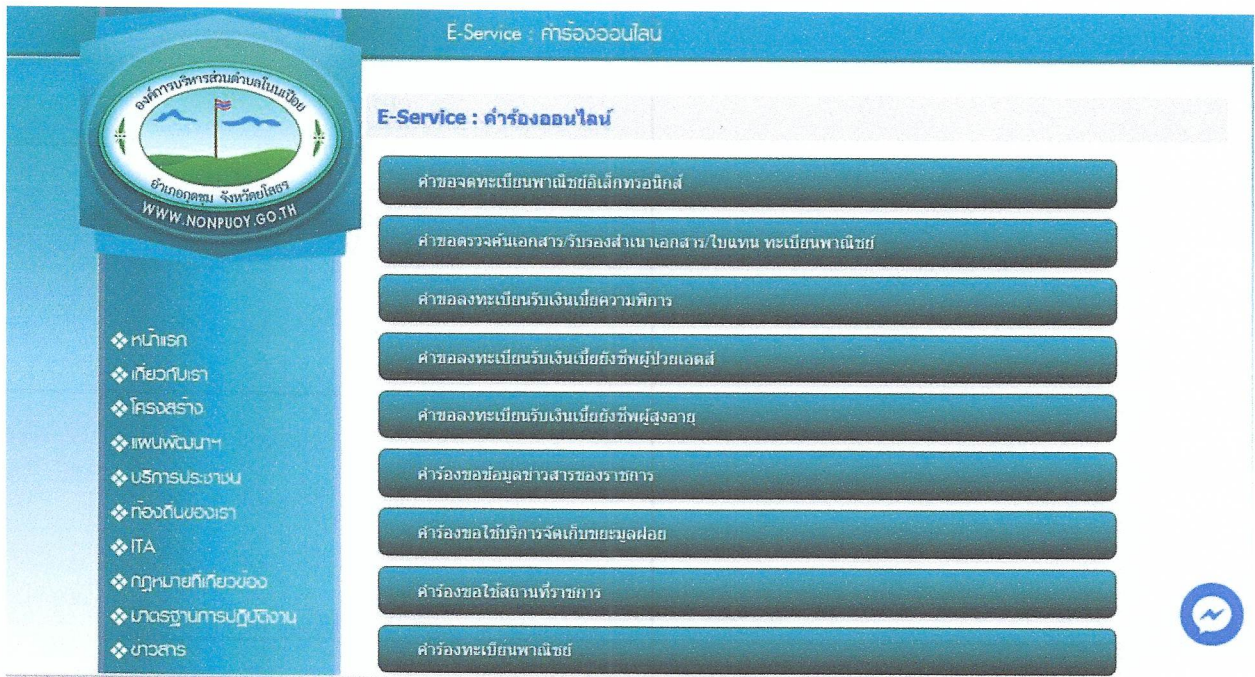 E-Service : คำร้องออนไลน์
องค์การบริหารส่วนตำบลโนนเปือย
อำเภอกุดชุม จังหวัดยโสธร
WWW.NONPUOY.GO.TH
หน้าแรก
เกี่ยวกับเรา
โครงสร้าง
แผนพัฒนาฯ
บริการประชาชน
ท้องถิ่นของเรา
ITA
กฎหมายที่เกี่ยวข้อง
มาตรฐานการปฏิบัติงาน
ข่าวสาร
E-Service : คำร้องออนไลน์
คำขอจดทะเบียนพาณิชย์อิเล็กทรอนิกส์
คำขอตรวจค้นเอกสาร/รับรองสำเนาเอกสาร/ใบแทน ทะเบียนพาณิชย์
คำขอลงทะเบียนรับเงินเบี้ยความพิการ
คำขอลงทะเบียนรับเงินเบี้ยยังชีพผู้ป่วยเอดส์
คำขอลงทะเบียนรับเงินเบี้ยยังชีพผู้สูงอายุ
คำร้องขอข้อมูลข่าวสารของราชการ
คำร้องขอใช้บริการจัดเก็บขยะมูลฝอย
คำร้องขอใช้สถานที่ราชการ
คำร้องทะเบียนพาณิชย์